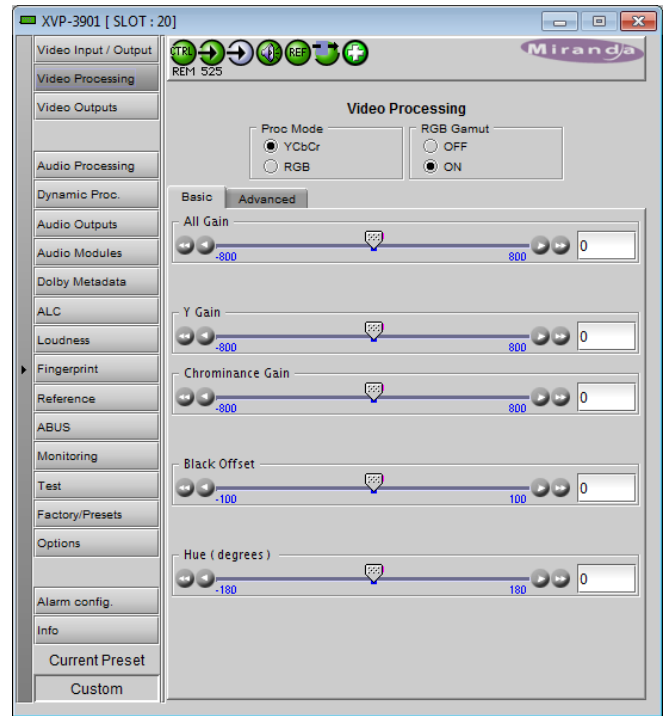 XVP-3901 [ SLOT : 20]
Video Input / Output
Video Processing
Video Outputs
Audio Processing
Dynamic Proc.
Audio Outputs
Audio Modules
Dolby Metadata
ALC
Loudness
Fingerprint
Reference
ABUS
Monitoring
Test
Factory/Presets
Options
Alarm config.
Info
Current Preset
Custom
CTRL
REF
REM 525
Miranda
Video Processing
Proc Mode
YCbCr
RGB
RGB Gamut
OFF
ON
Basic
Advanced
All Gain
-800
800
0
Y Gain
-800
800
0
Chrominance Gain
-800
800
0
Black Offset
-100
100
0
Hue ( degrees )
-180
180
0